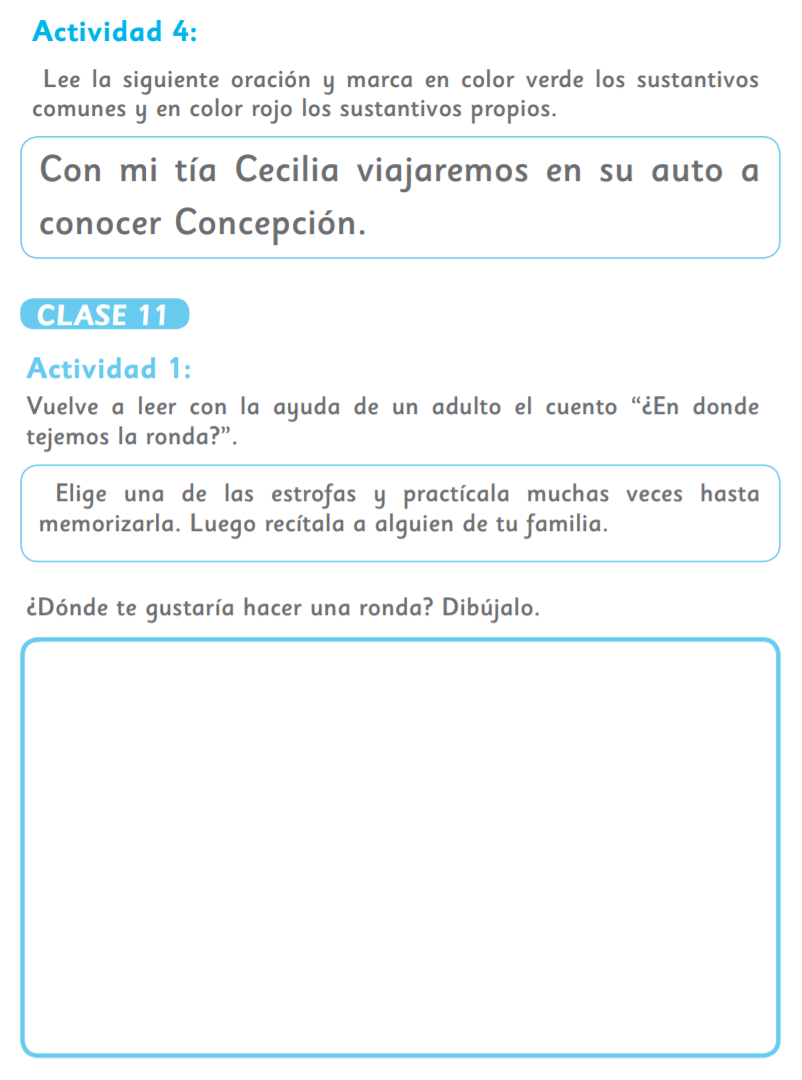 Actividad 4:
Lee la siguiente oración y marca en color verde los sustantivos
comunes y en color rojo los sustantivos propios.
Con mi tía Cecilia viajaremos en su auto a
conocer Concepción.
CLASE 11
Actividad 1:
Vuelve a leer con la ayuda de un adulto el cuento “¿En donde
tejemos la ronda?”.
Elige una de las estrofas y practícala muchas veces hasta
memorizarla. Luego recítala a alguien de tu familia.
¿Dónde te gustaría hacer una ronda? Dibújalo.